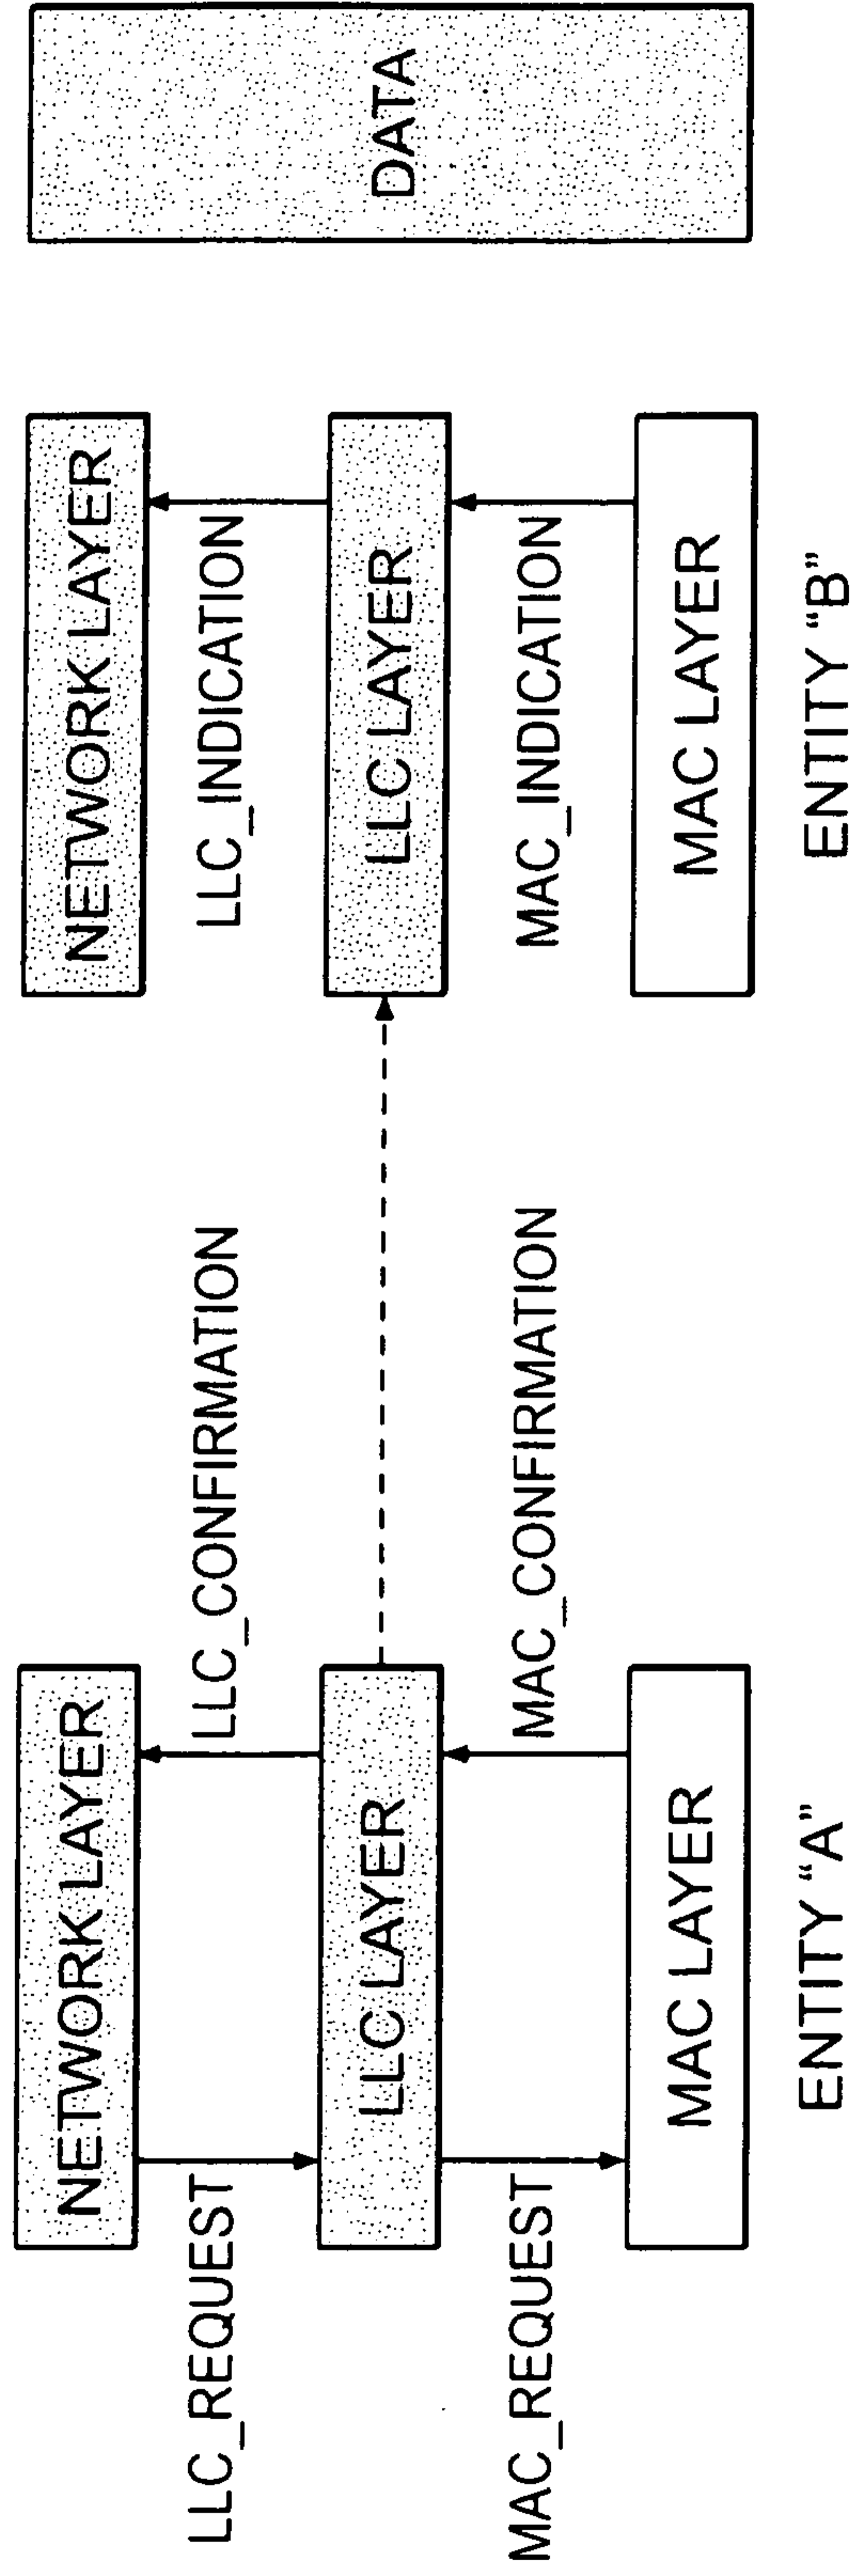 NETWORK LAYER
NETWORK LAYER
LLC_REQUEST
LLC_CONFIRMATION
LLC_INDICATION
LLC LAYER
LLC LAYER
DATA
MAC_REQUEST
MAC_CONFIRMATION
MAC_INDICATION
MAC LAYER
MAC LAYER
ENTITY “A”
ENTITY “B”